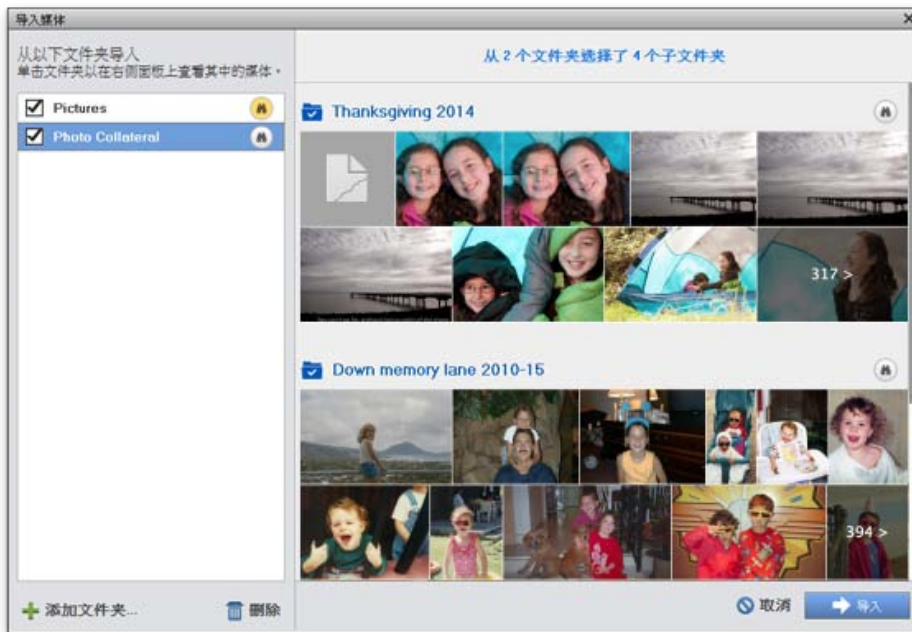 导入媒体
从以下文件夹导入
单击文件夹以在右侧面板上查看其中的媒体。
Pictures
Photo Collateral
添加文件夹...
删除
从 2 个文件夹选择了 4 个子文件夹
Thanksgiving 2014
317 >
Down memory lane 2010-15
394 >
取消
导入